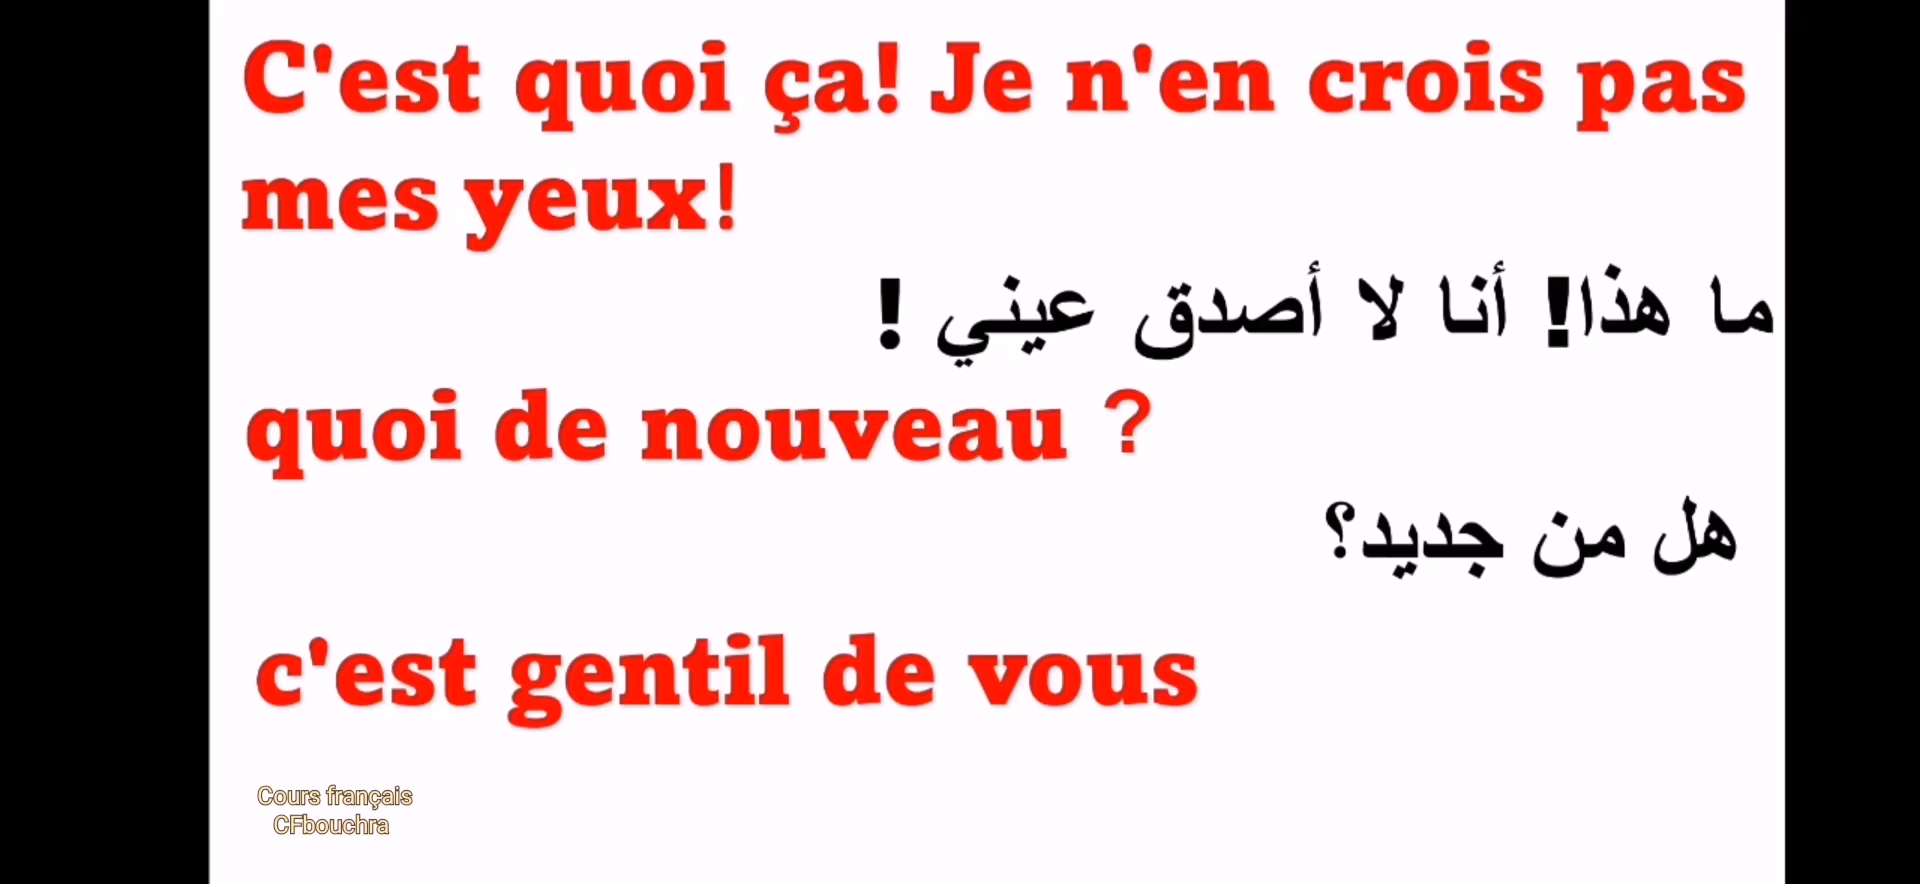 C'est quoi ça! Je n'en crois pas
mes yeux!
ما هذا! أنا لا أصدق عيني !
quoi de nouveau ?
هل من جديد؟
c'est gentil de vous
Cours français
CFbouchra